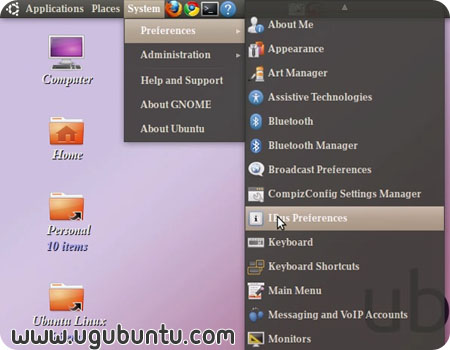 Applications Places System
Preferences
Administration
Help and Support
About GNOME
About Ubuntu
About Me
Appearance
Art Manager
Assistive Technologies
Bluetooth
Bluetooth Manager
Broadcast Preferences
CompizConfig Settings Manager
IBus Preferences
Keyboard
Keyboard Shortcuts
Main Menu
Messaging and VoIP Accounts
Monitors
Computer
Home
Personal
10 items
Ubuntu Linux
ub
www.ugubuntu.com